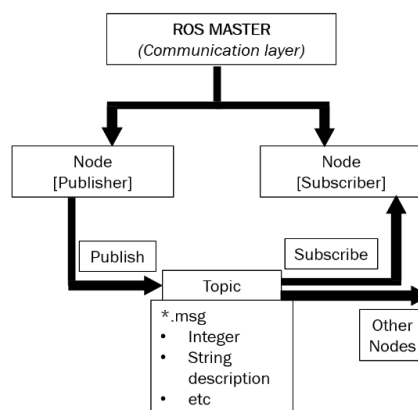 ROS MASTER
(Communication layer)
Node
[Publisher]
Node
[Subscriber]
Publish
Subscribe
Topic
*.msg
• Integer
• String
description
• etc
Other
Nodes